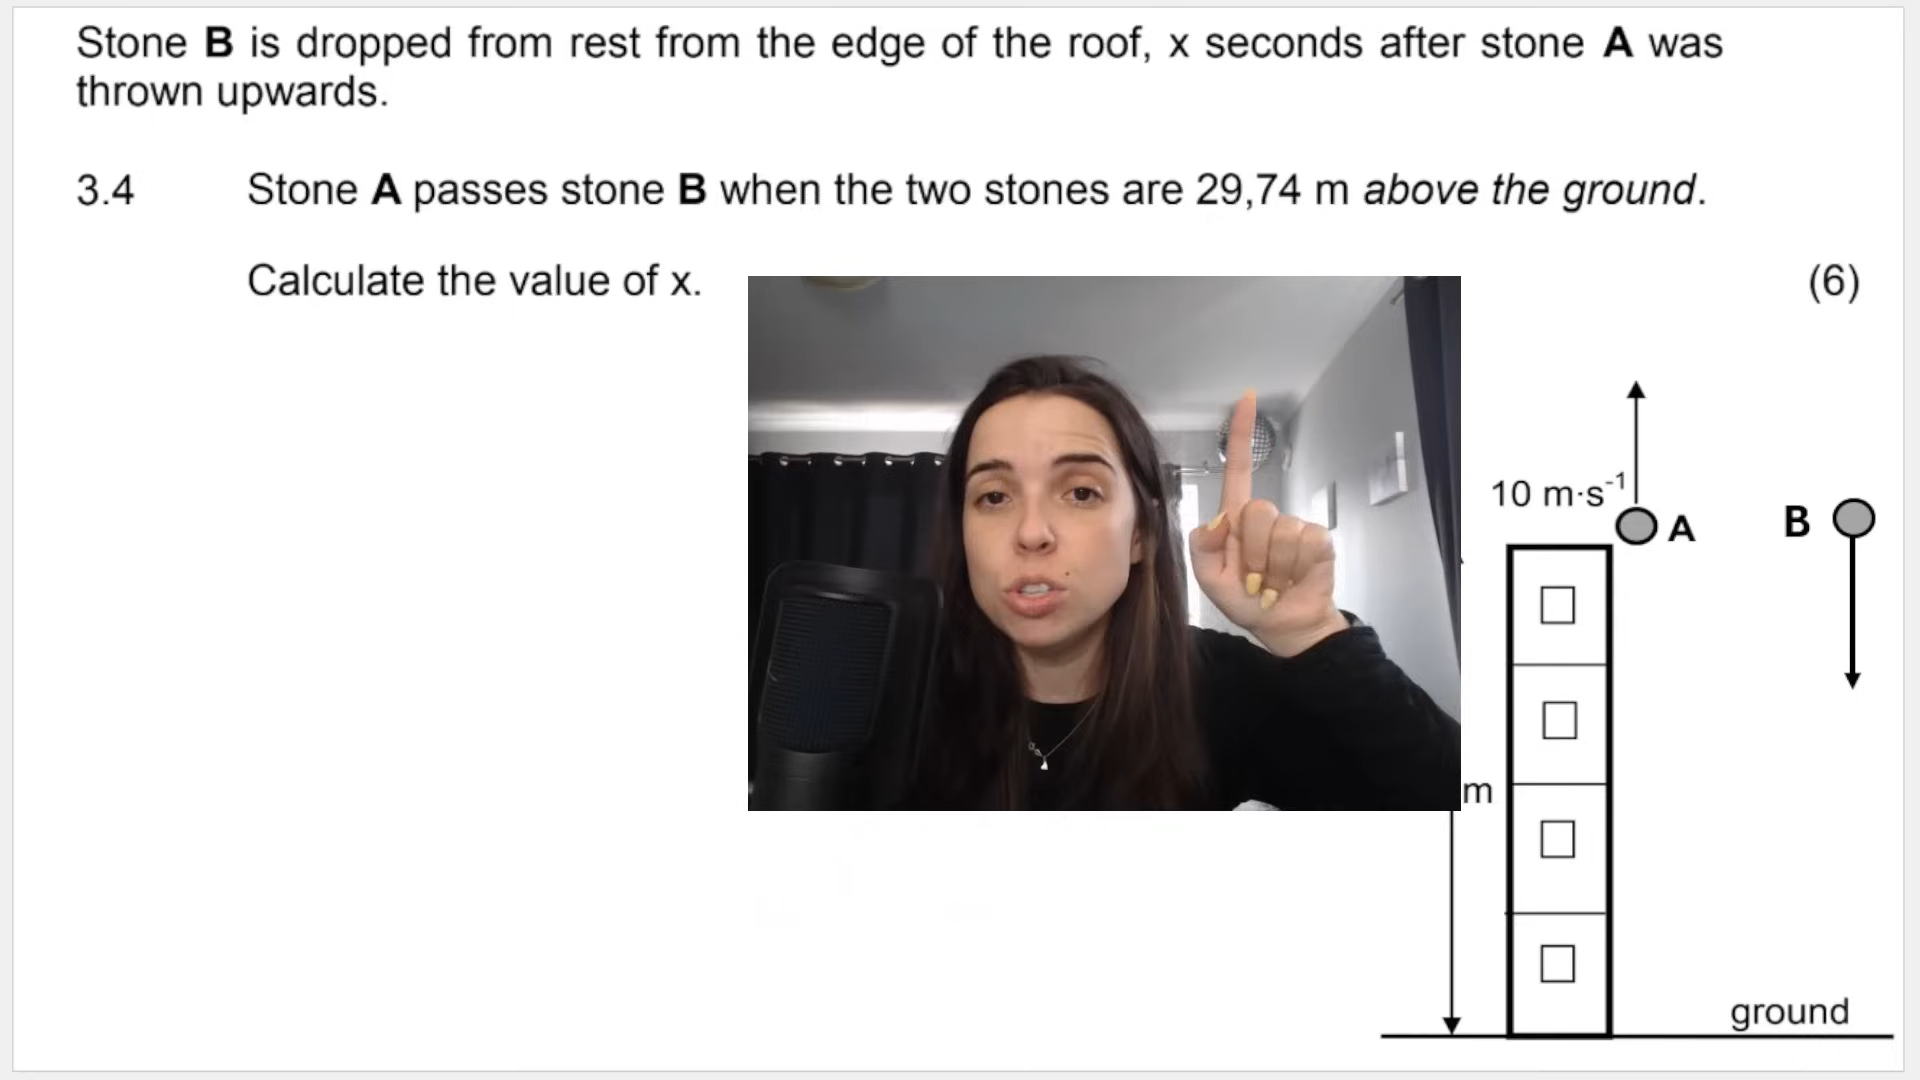 Stone B is dropped from rest from the edge of the roof, x seconds after stone A was
thrown upwards.
3.4 Stone A passes stone B when the two stones are 29,74 m above the ground.
Calculate the value of x. (6)
10 m·s⁻¹
A
B
m
ground